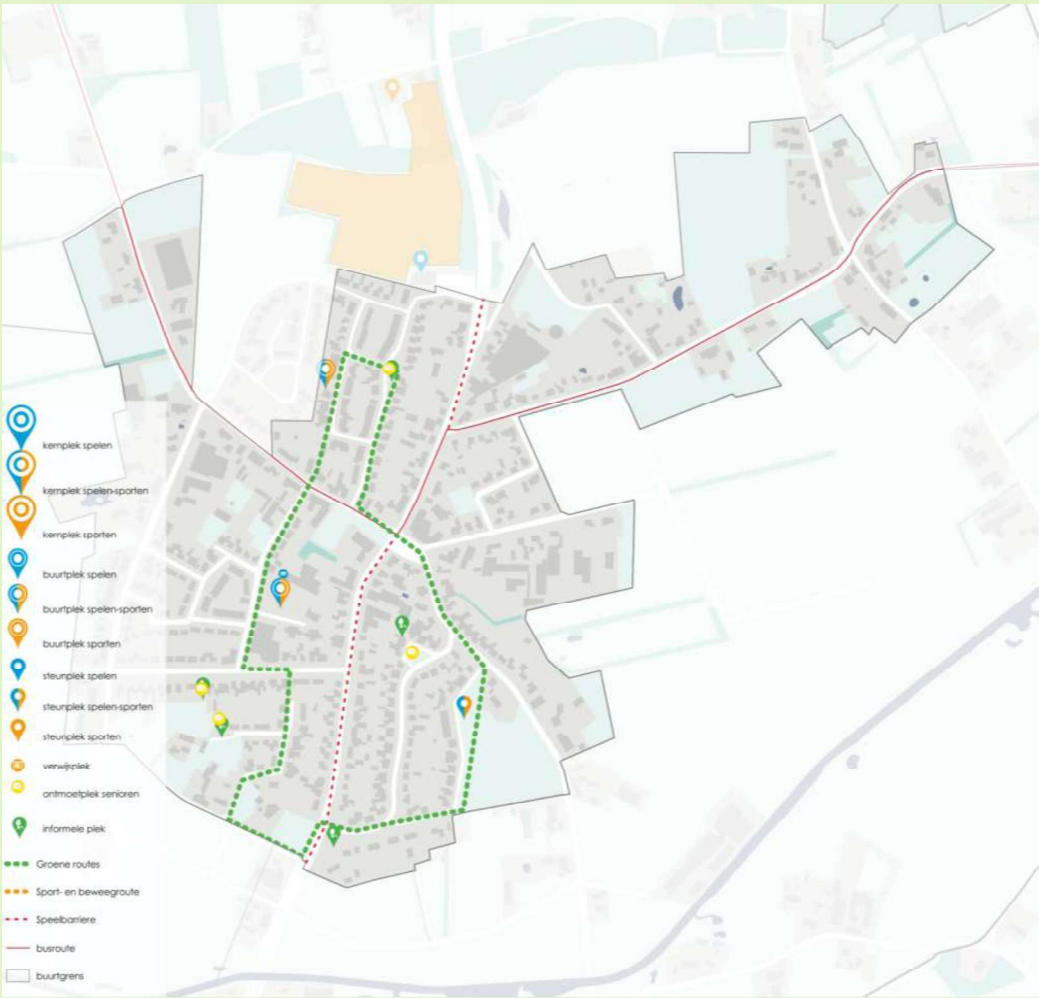 kernplek spelen
kernplek spelen-sporten
kernplek sporten
buurtplek spelen
buurtplek spelen-sporten
buurtplek sporten
steunplek spelen
steunplek spelen-sporten
steunplek sporten
verwijsplek
ontmoetplek senioren
informele plek
Groene routes
Sport- en beweegroute
Speelbarriere
busroute
buurtgrens